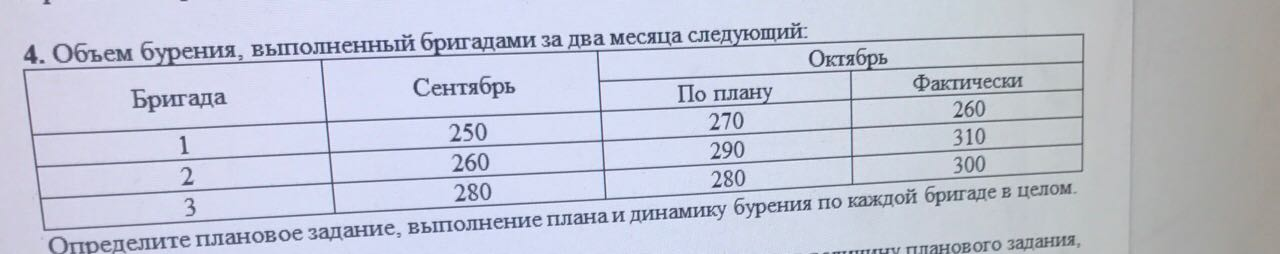 4. Объем бурения, выполненный бригадами за два месяца следующий:
Бригада Сентябрь Октябрь
По плану Фактически
1 250 270 260
2 260 290 310
3 280 280 300
Определите плановое задание, выполнение плана и динамику бурения по каждой бригаде в целом.
планового задания,